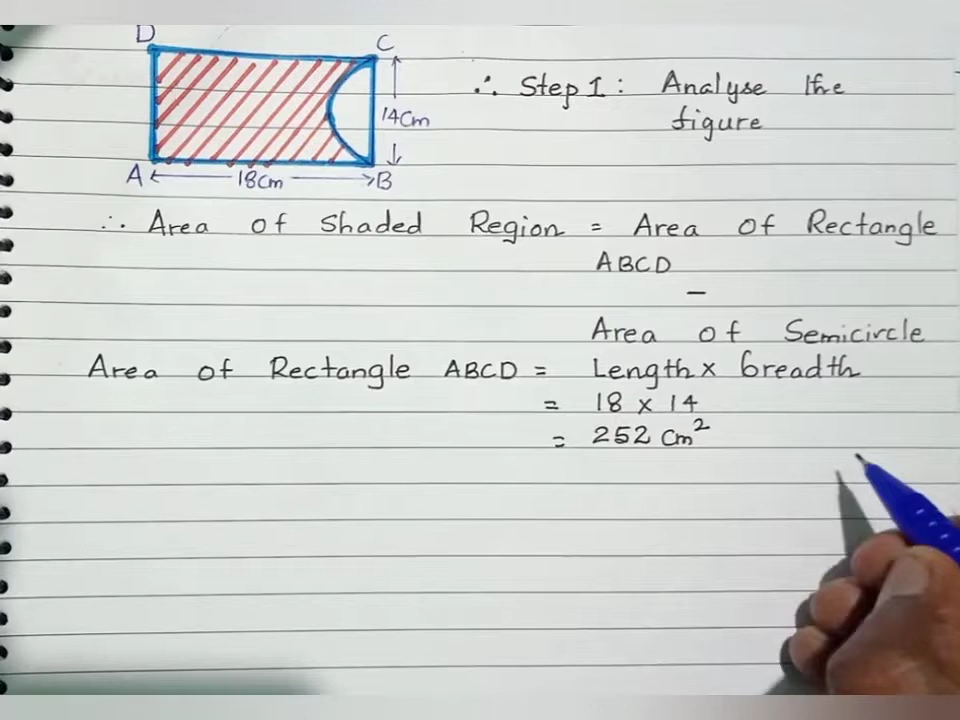 D
C
∴ Step 1: Analyse the
figure
14cm
A
18cm
B
∴ Area of Shaded Region = Area of Rectangle
ABCD
−
Area of Semicircle
Area of Rectangle ABCD = Length × breadth
= 18 × 14
= 252 cm²